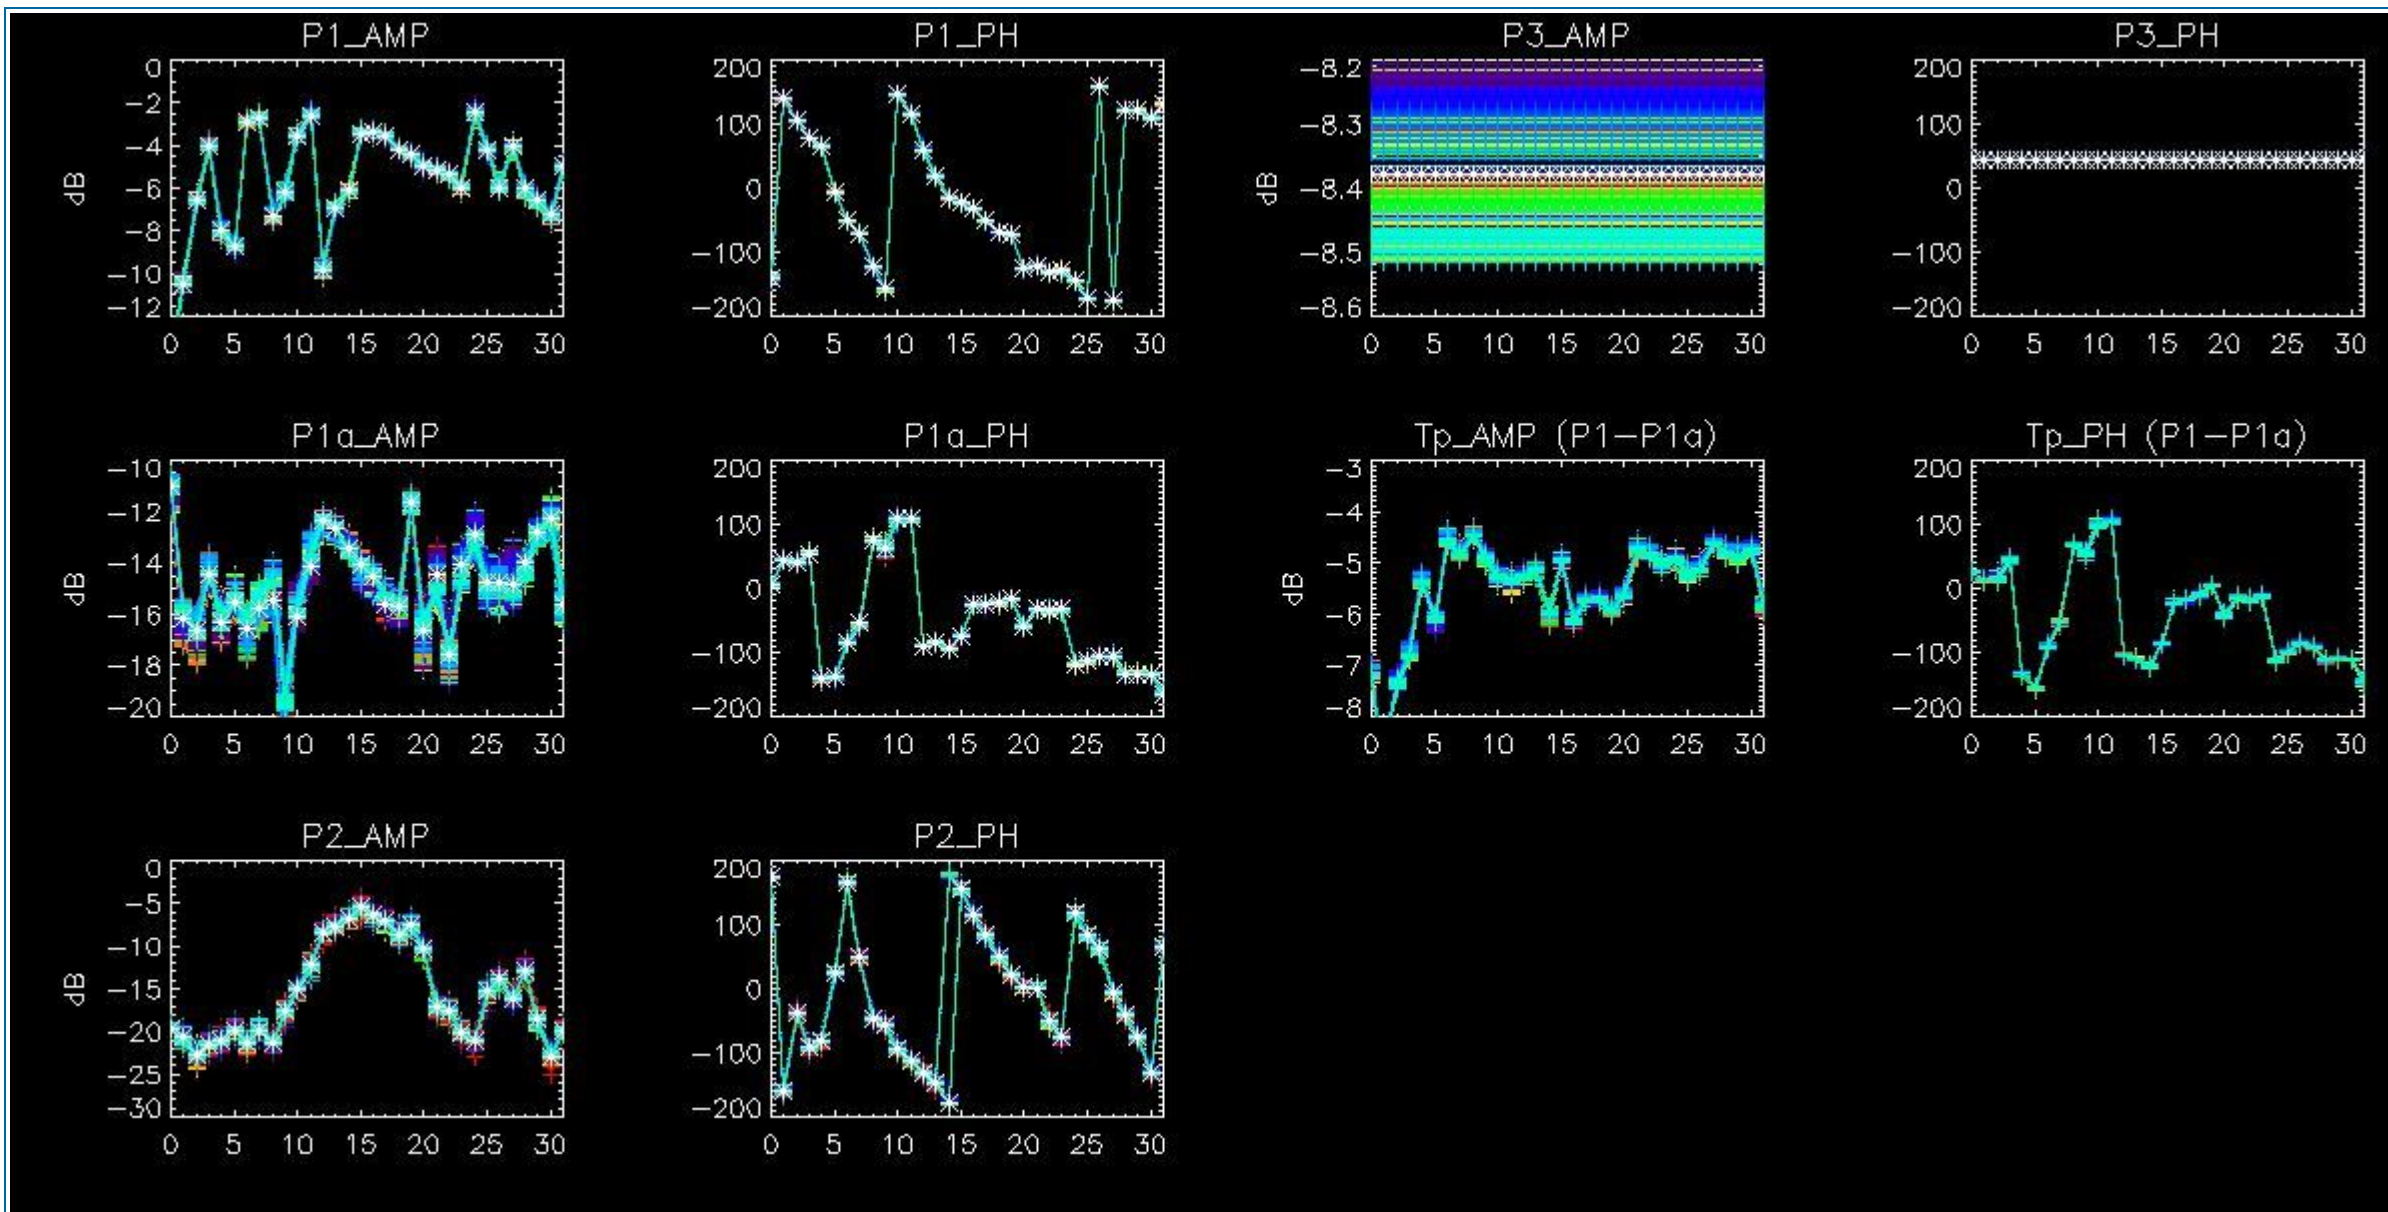 P1_AMP
0
−2
−4
−6
−8
−10
−12
dB
0 5 10 15 20 25 30
P1_PH
200
100
0
−100
−200
0 5 10 15 20 25 30
P3_AMP
−8.2
−8.3
−8.4
−8.5
−8.6
dB
0 5 10 15 20 25 30
P3_PH
200
100
0
−100
−200
0 5 10 15 20 25 30
P1a_AMP
−10
−12
−14
−16
−18
−20
dB
0 5 10 15 20 25 30
P1a_PH
200
100
0
−100
−200
0 5 10 15 20 25 30
Tp_AMP (P1−P1a)
−3
−4
−5
−6
−7
−8
dB
0 5 10 15 20 25 30
Tp_PH (P1−P1a)
200
100
0
−100
−200
0 5 10 15 20 25 30
P2_AMP
0
−5
−10
−15
−20
−25
−30
dB
0 5 10 15 20 25 30
P2_PH
200
100
0
−100
−200
0 5 10 15 20 25 30